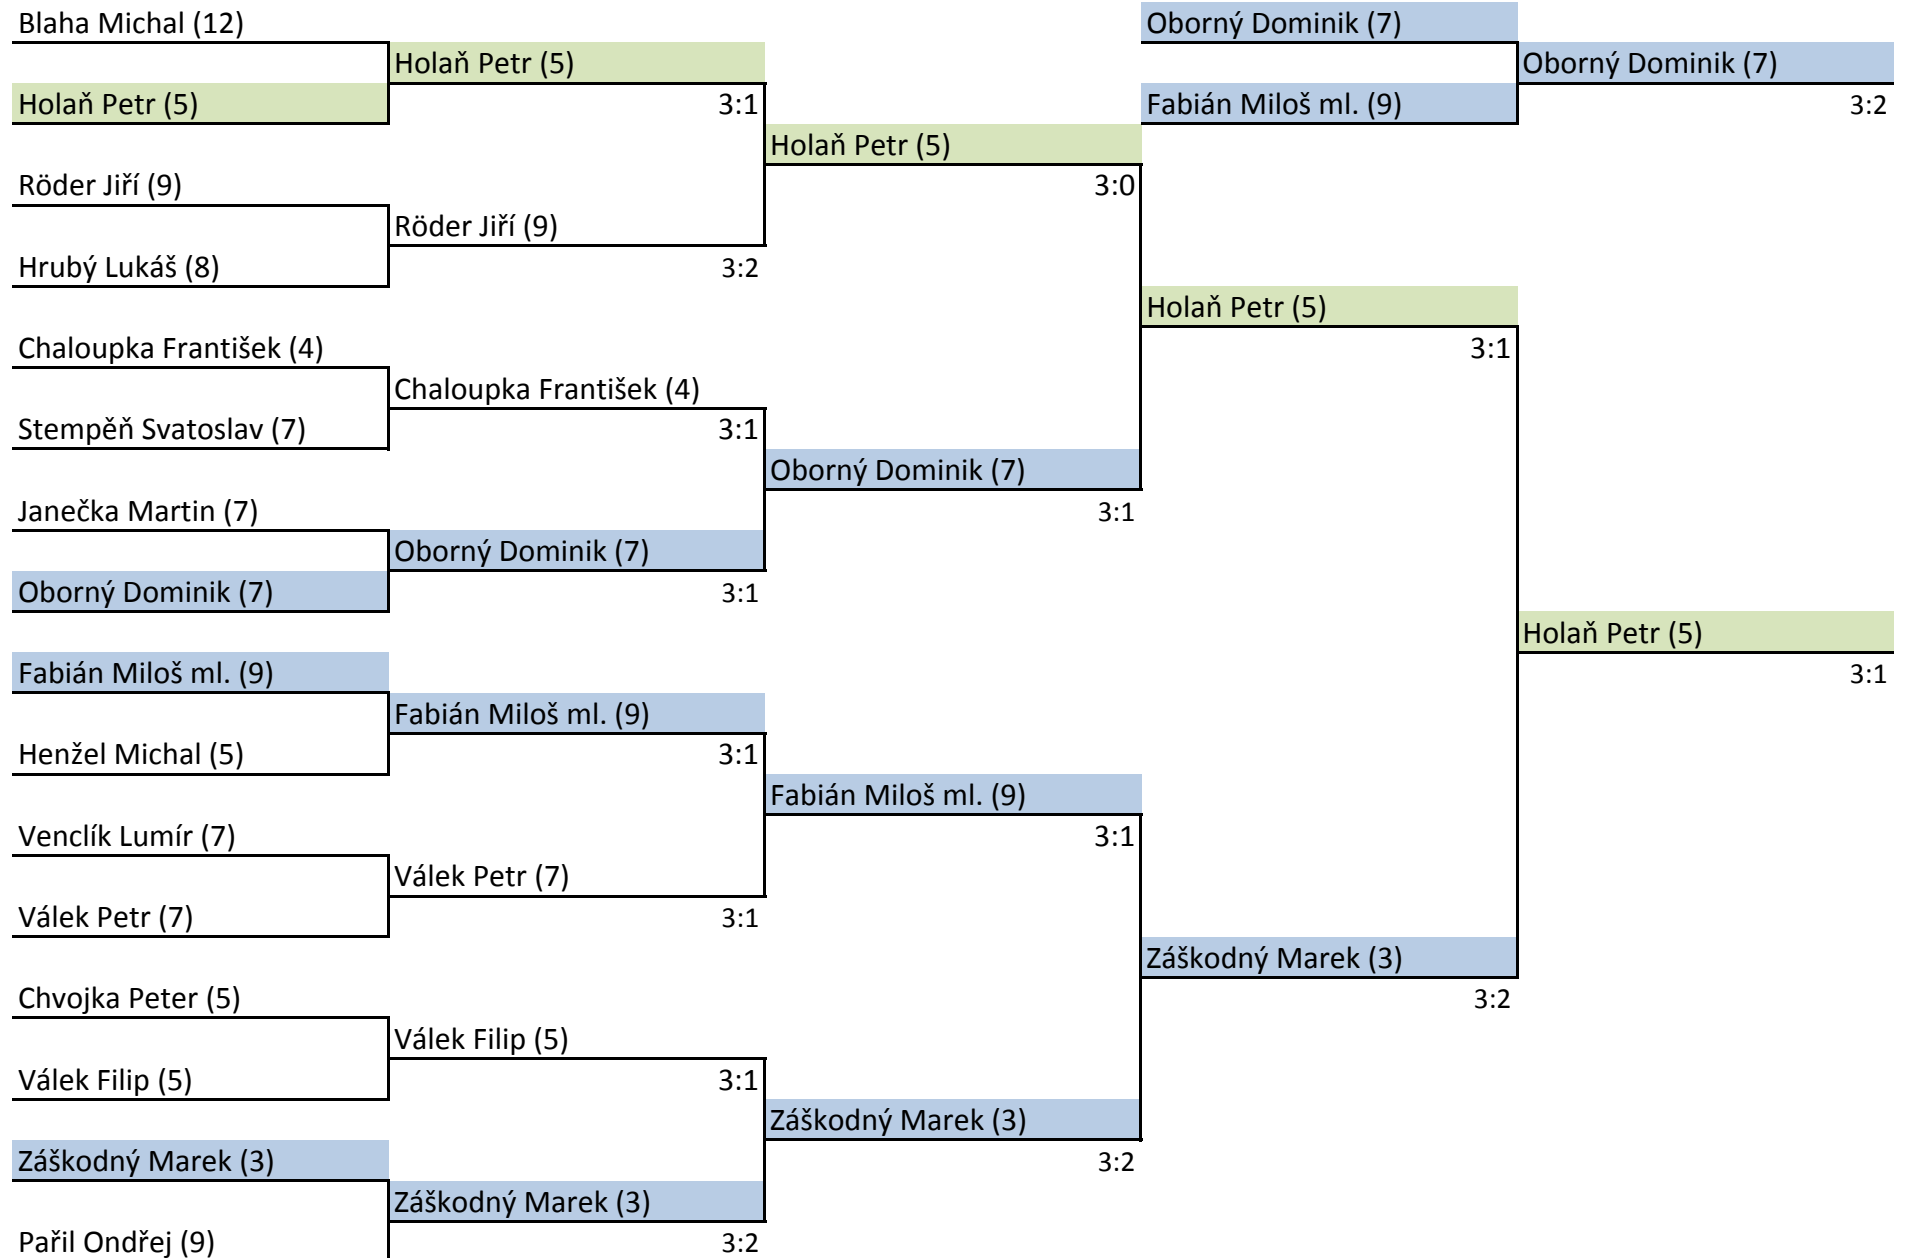 Blaha Michal (12)
Oborný Dominik (7)
Holaň Petr (5)
Oborný Dominik (7)
Holaň Petr (5)
3:1
Fabián Miloš ml. (9)
3:2
Holaň Petr (5)
Röder Jiří (9)
3:0
Röder Jiří (9)
Hrubý Lukáš (8)
3:2
Holaň Petr (5)
Chaloupka František (4)
3:1
Chaloupka František (4)
Stempěň Svatoslav (7)
3:1
Oborný Dominik (7)
Janečka Martin (7)
3:1
Oborný Dominik (7)
Oborný Dominik (7)
3:1
Holaň Petr (5)
Fabián Miloš ml. (9)
3:1
Fabián Miloš ml. (9)
Henžel Michal (5)
3:1
Fabián Miloš ml. (9)
Venclík Lumír (7)
3:1
Válek Petr (7)
Válek Petr (7)
3:1
Záškodný Marek (3)
Chvojka Peter (5)
3:2
Válek Filip (5)
Válek Filip (5)
3:1
Záškodný Marek (3)
Záškodný Marek (3)
3:2
Záškodný Marek (3)
Pařil Ondřej (9)
3:2